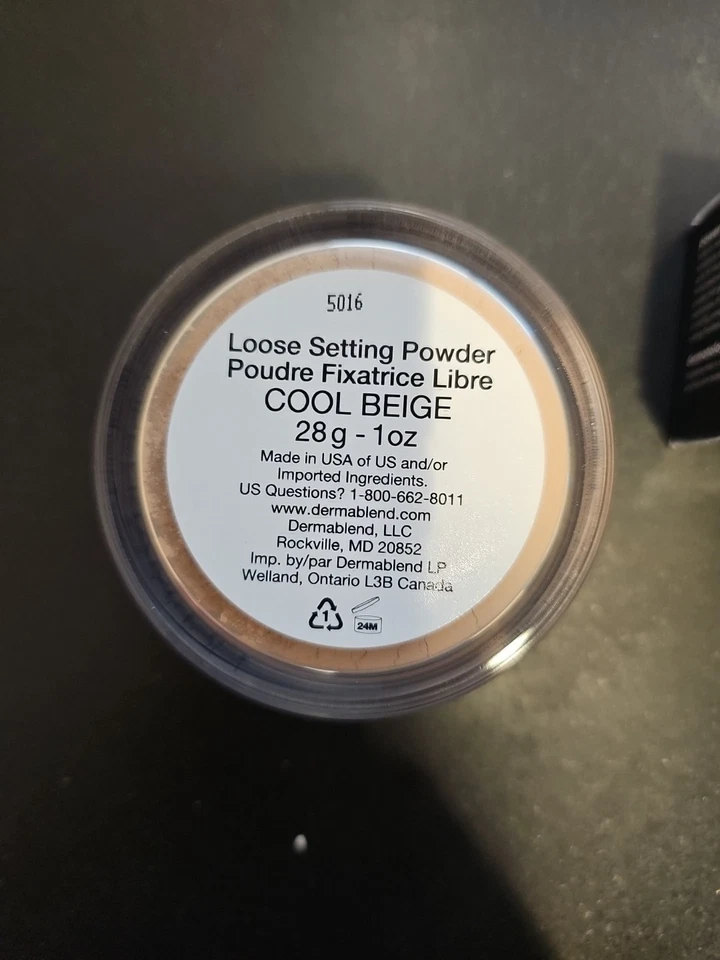 5016
Loose Setting Powder
Poudre Fixatrice Libre
COOL BEIGE
28g - 1oz
Made in USA of US and/or
Imported Ingredients.
US Questions? 1-800-662-8011
www.dermablend.com
Dermablend, LLC
Rockville, MD 20852
Imp. by/par Dermablend LP
Welland, Ontario L3B Canada
1
24M